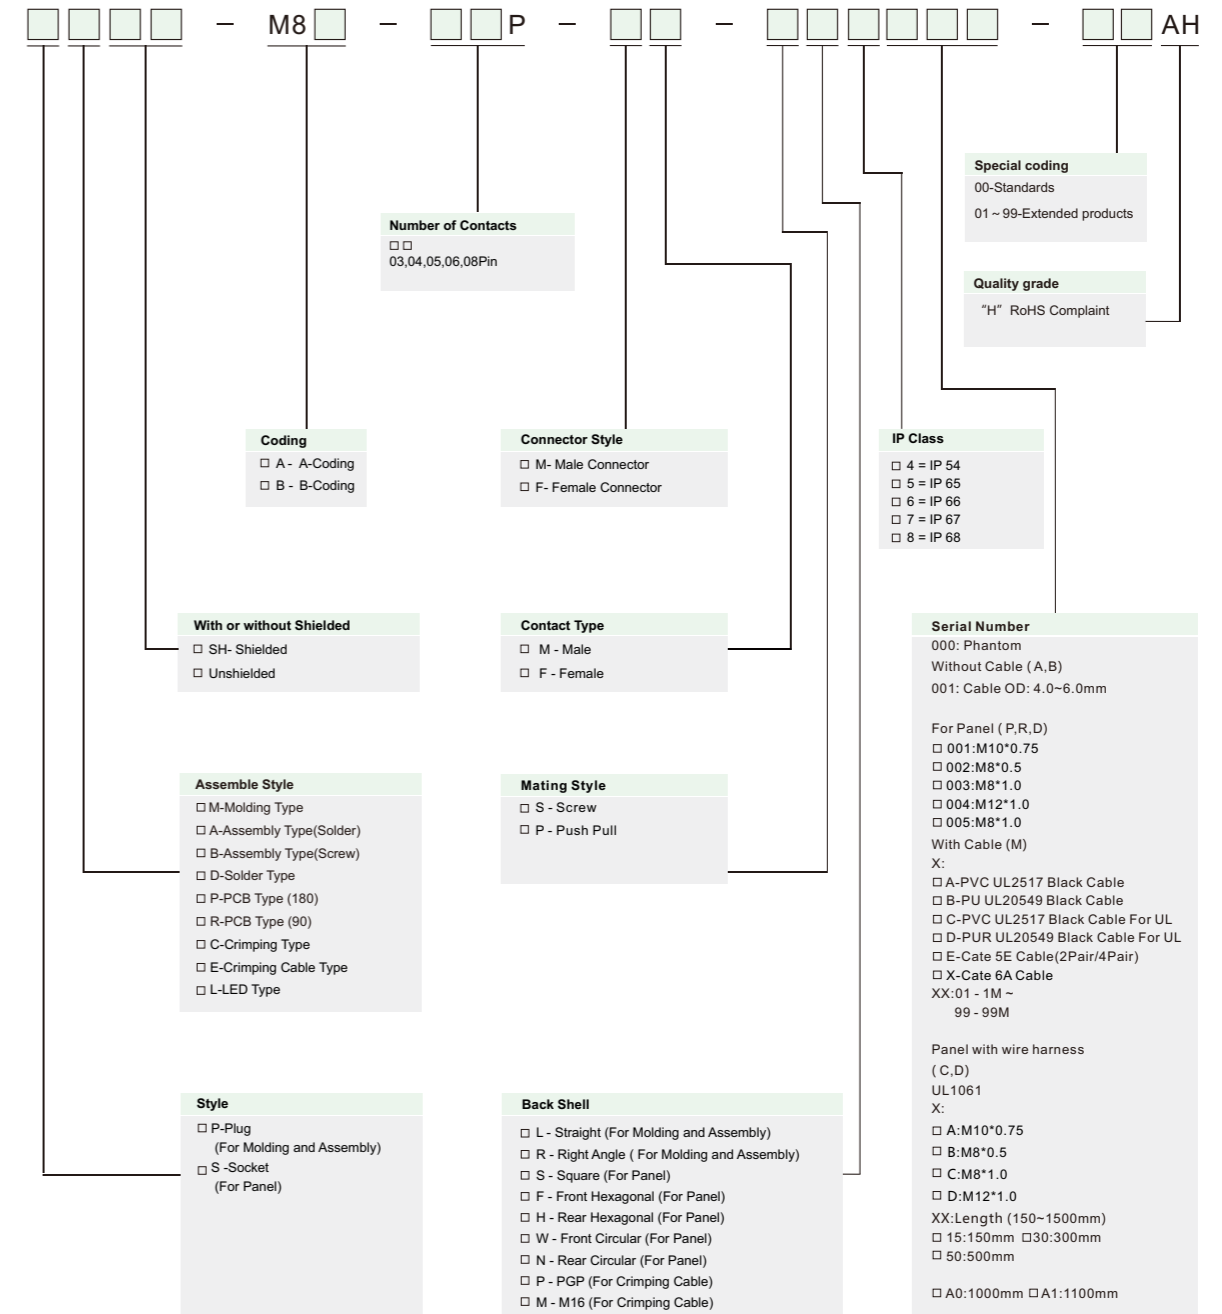 – M8 – P – – – AH
Special coding
00-Standards
01 ~ 99-Extended products
Number of Contacts
□ □
03,04,05,06,08Pin
Quality grade
"H" RoHS Complaint
Coding
□ A - A-Coding
□ B - B-Coding
Connector Style
□ M- Male Connector
□ F- Female Connector
IP Class
□ 4 = IP 54
□ 5 = IP 65
□ 6 = IP 66
□ 7 = IP 67
□ 8 = IP 68
With or without Shielded
□ SH- Shielded
□ Unshielded
Contact Type
□ M - Male
□ F - Female
Assemble Style
□ M-Molding Type
□ A-Assembly Type(Solder)
□ B-Assembly Type(Screw)
□ D-Solder Type
□ P-PCB Type (180)
□ R-PCB Type (90)
□ C-Crimping Type
□ E-Crimping Cable Type
□ L-LED Type
Mating Style
□ S - Screw
□ P - Push Pull
Serial Number
000: Phantom
Without Cable ( A,B)
001: Cable OD: 4.0~6.0mm
For Panel ( P,R,D)
□ 001:M10*0.75
□ 002:M8*0.5
□ 003:M8*1.0
□ 004:M12*1.0
□ 005:M8*1.0
With Cable (M)
X:
□ A-PVC UL2517 Black Cable
□ B-PU UL20549 Black Cable
□ C-PVC UL2517 Black Cable For UL
□ D-PUR UL20549 Black Cable For UL
□ E-Cate 5E Cable(2Pair/4Pair)
□ X-Cate 6A Cable
XX:01 - 1M ~
99 - 99M
Panel with wire harness
( C,D)
UL1061
X:
□ A:M10*0.75
□ B:M8*0.5
□ C:M8*1.0
□ D:M12*1.0
XX:Length (150~1500mm)
□ 15:150mm □30:300mm
□ 50:500mm
□ A0:1000mm □ A1:1100mm
Style
□ P-Plug
(For Molding and Assembly)
□ S -Socket
(For Panel)
Back Shell
□ L - Straight (For Molding and Assembly)
□ R - Right Angle ( For Molding and Assembly)
□ S - Square (For Panel)
□ F - Front Hexagonal (For Panel)
□ H - Rear Hexagonal (For Panel)
□ W - Front Circular (For Panel)
□ N - Rear Circular (For Panel)
□ P - PGP (For Crimping Cable)
□ M - M16 (For Crimping Cable)